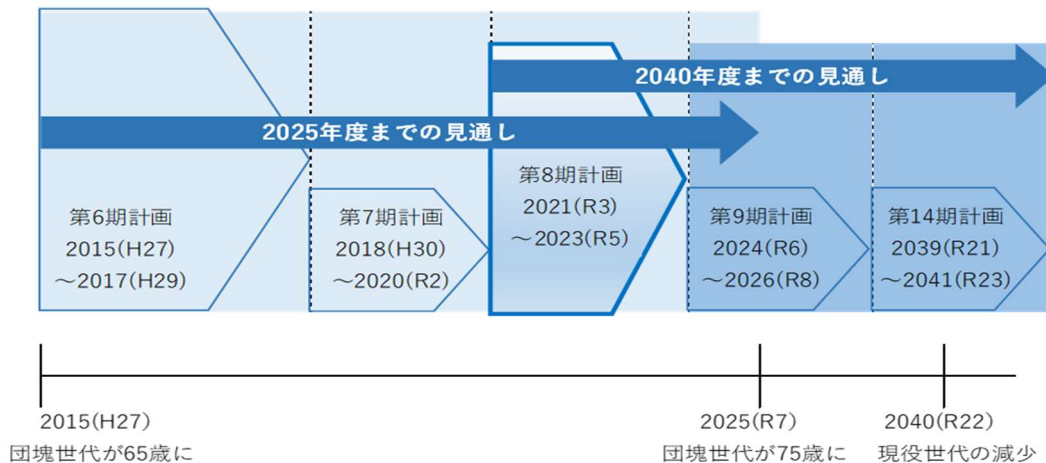 2040年度までの見通し
2025年度までの見通し
第6期計画
2015(H27)
～2017(H29)
第7期計画
2018(H30)
～2020(R2)
第8期計画
2021(R3)
～2023(R5)
第9期計画
2024(R6)
～2026(R8)
第14期計画
2039(R21)
～2041(R23)
2015(H27)
団塊世代が65歳に
2025(R7)
団塊世代が75歳に
2040(R22)
現役世代の減少